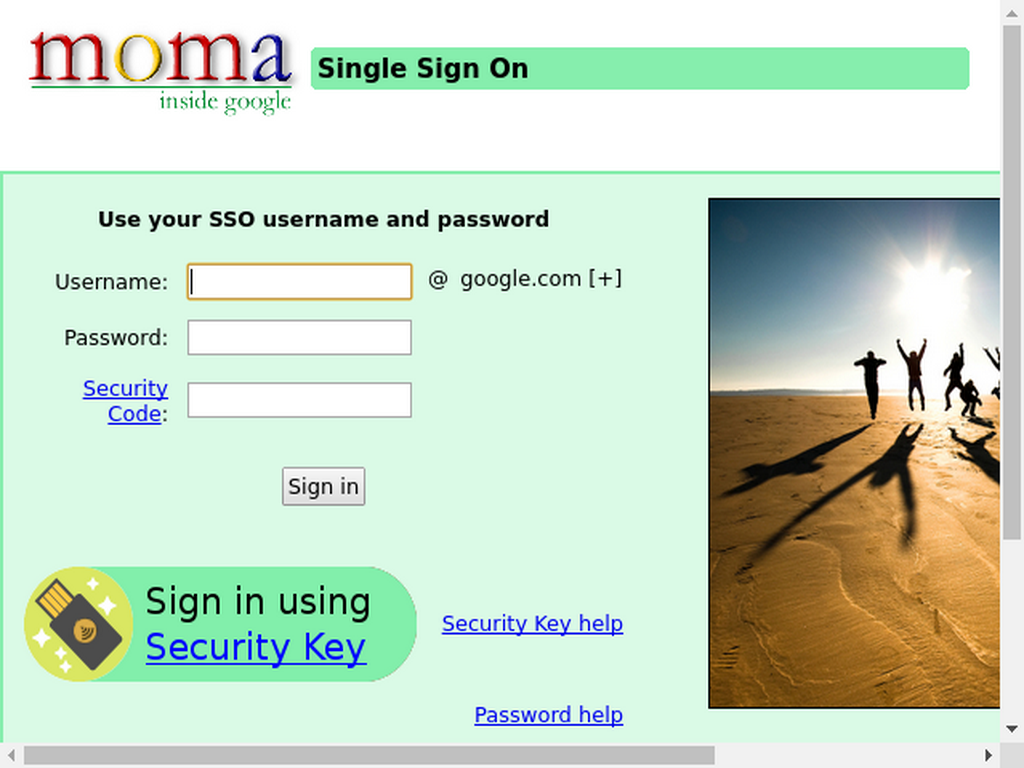 moma
inside google
Single Sign On
Use your SSO username and password
Username:
@ google.com [+]
Password:
Security
Code:
Sign in
Sign in using
Security Key
Security Key help
Password help